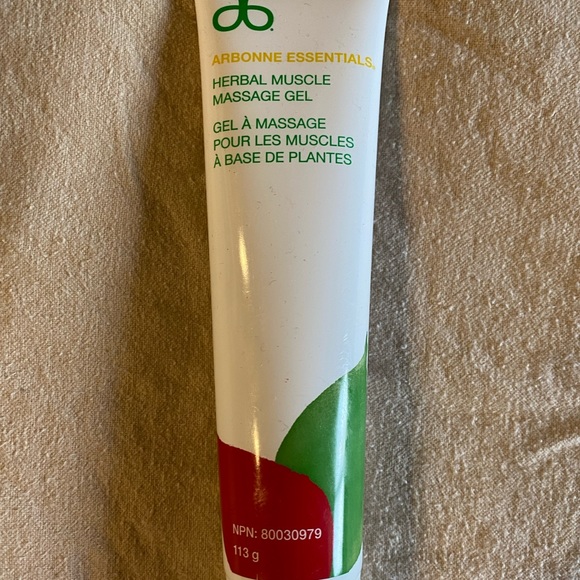 ARBONNE ESSENTIALS®
HERBAL MUSCLE
MASSAGE GEL
GEL À MASSAGE
POUR LES MUSCLES
À BASE DE PLANTES
NPN: 80030979
113 g